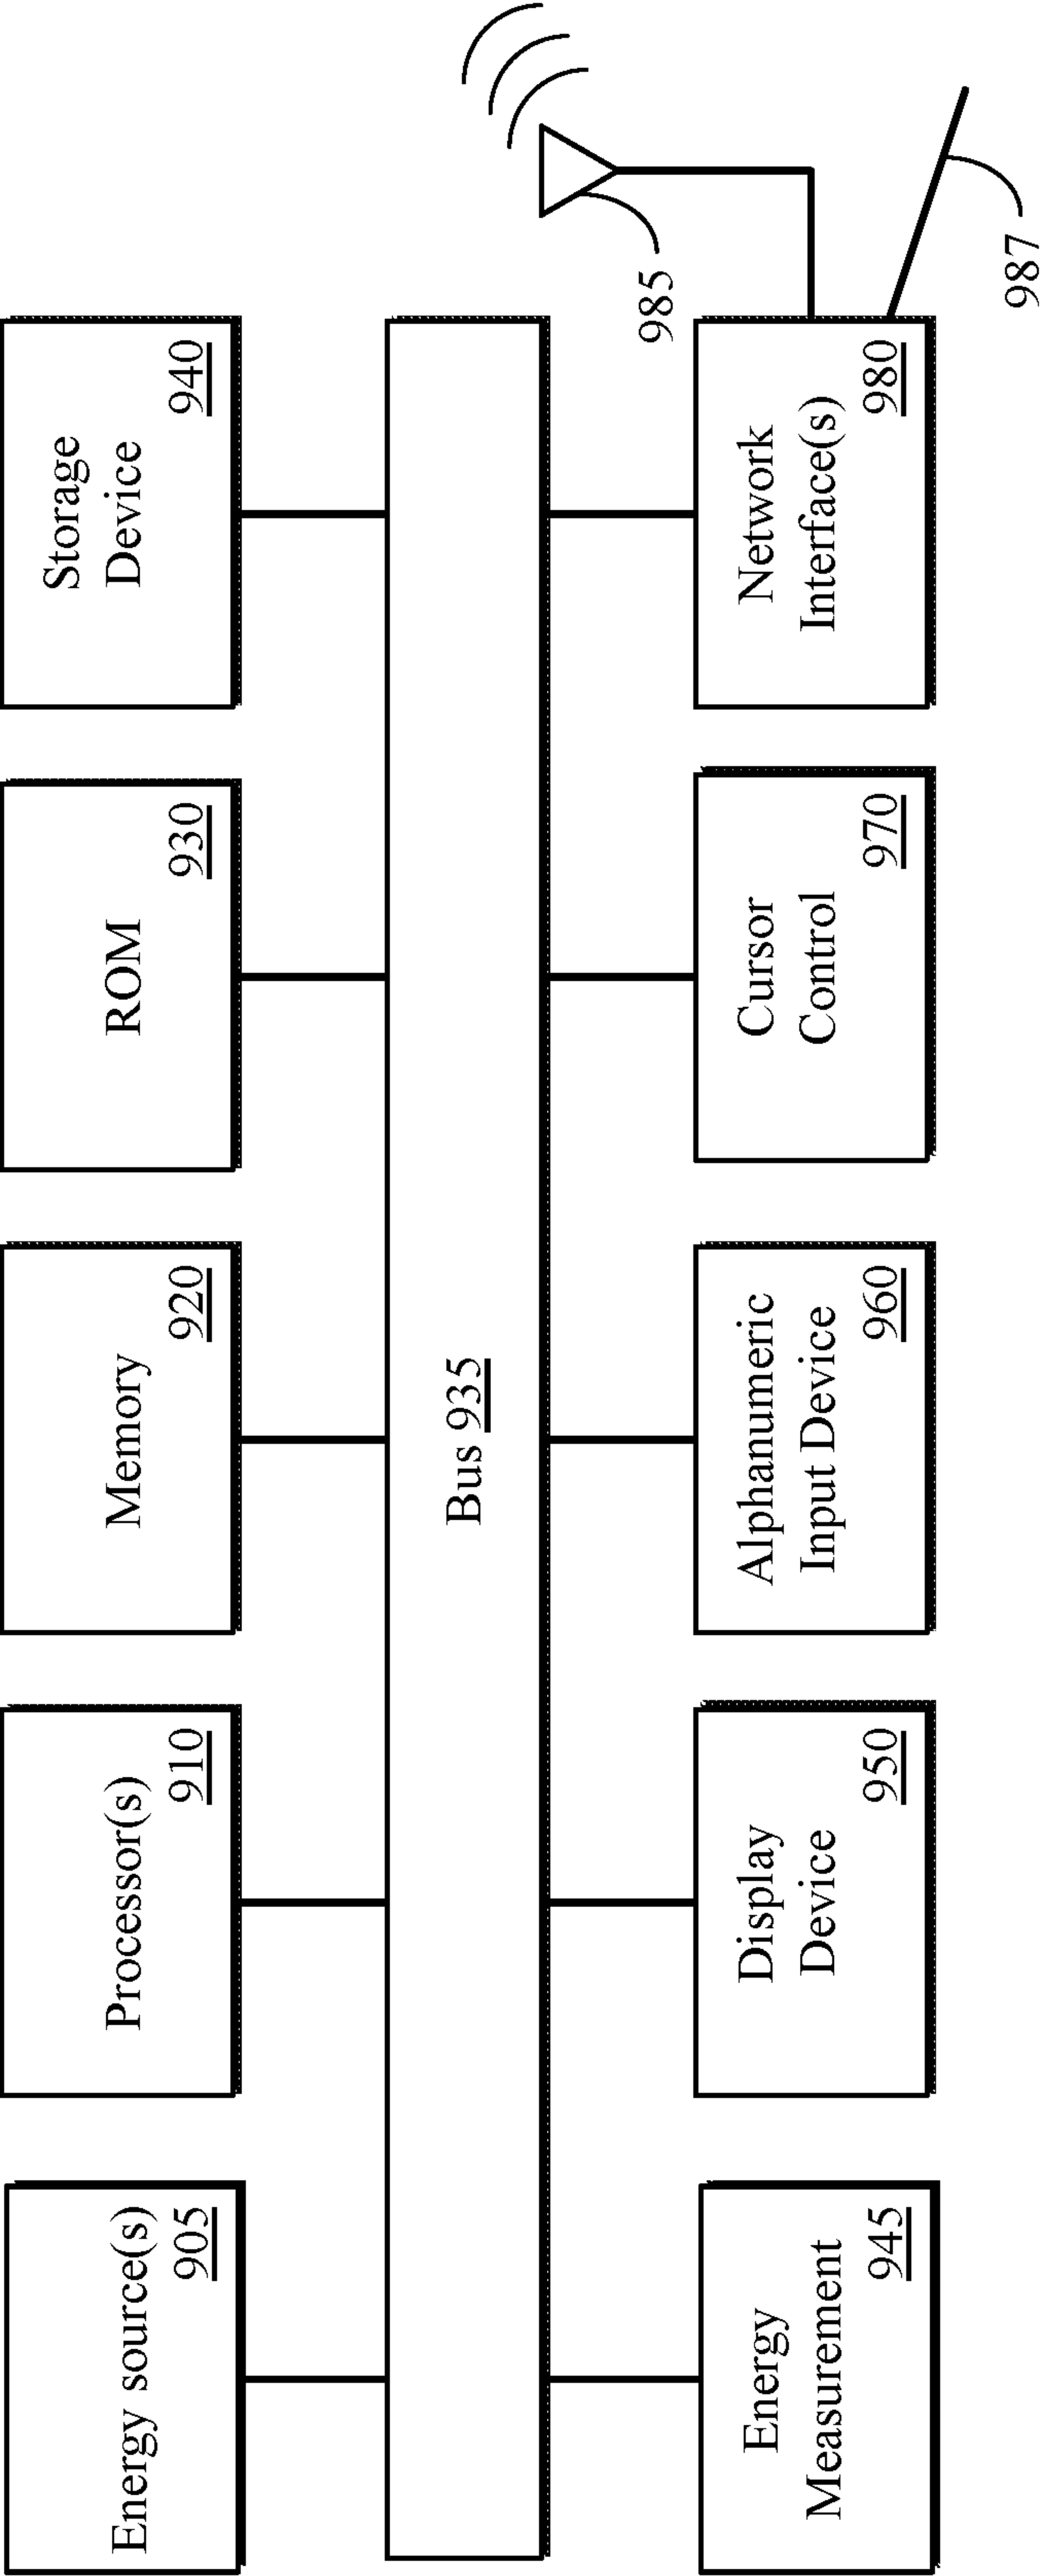 Energy source(s)
905
Processor(s)
910
Memory
920
ROM
930
Storage
Device
940
Bus 935
985
Energy
Measurement
945
Display
Device
950
Alphanumeric
Input Device
960
Cursor
Control
970
Network
Interface(s)
980
987